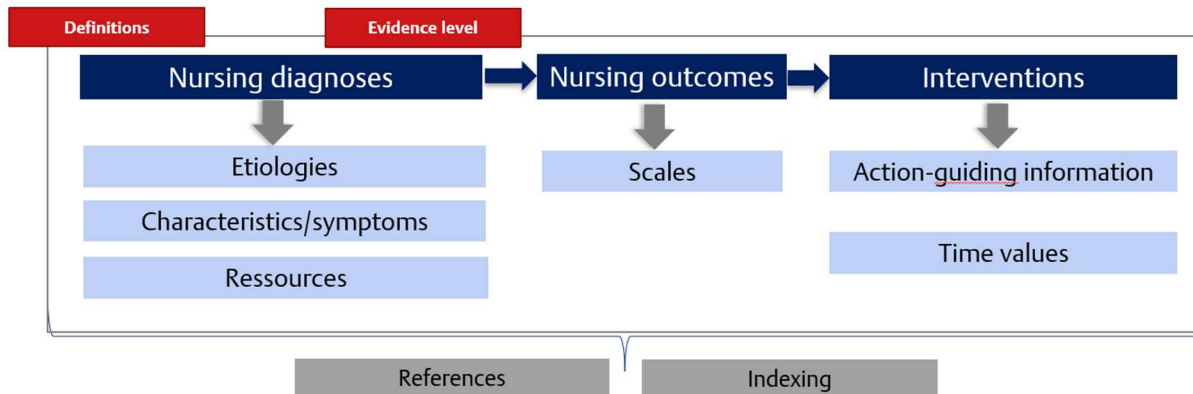 Definitions
Evidence level
Nursing diagnoses
Nursing outcomes
Interventions
Etiologies
Scales
Action-guiding information
Characteristics/symptoms
Time values
Ressources
References
Indexing